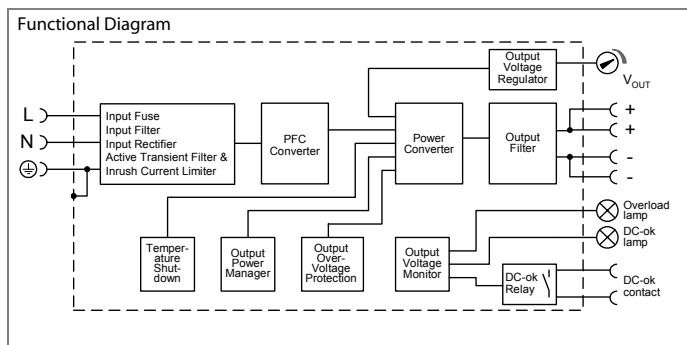 Functional Diagram
Output
Voltage
Regulator
VOUT
L
N
Input Fuse
Input Filter
Input Rectifier
Active Transient Filter &
Inrush Current Limiter
PFC
Converter
Power
Converter
Output
Filter
+
+
-
-
Temper-
ature
Shut-
down
Output
Power
Manager
Output
Over-
Voltage
Protection
Output
Voltage
Monitor
Overload
lamp
DC-ok
lamp
DC-ok
Relay
DC-ok
contact